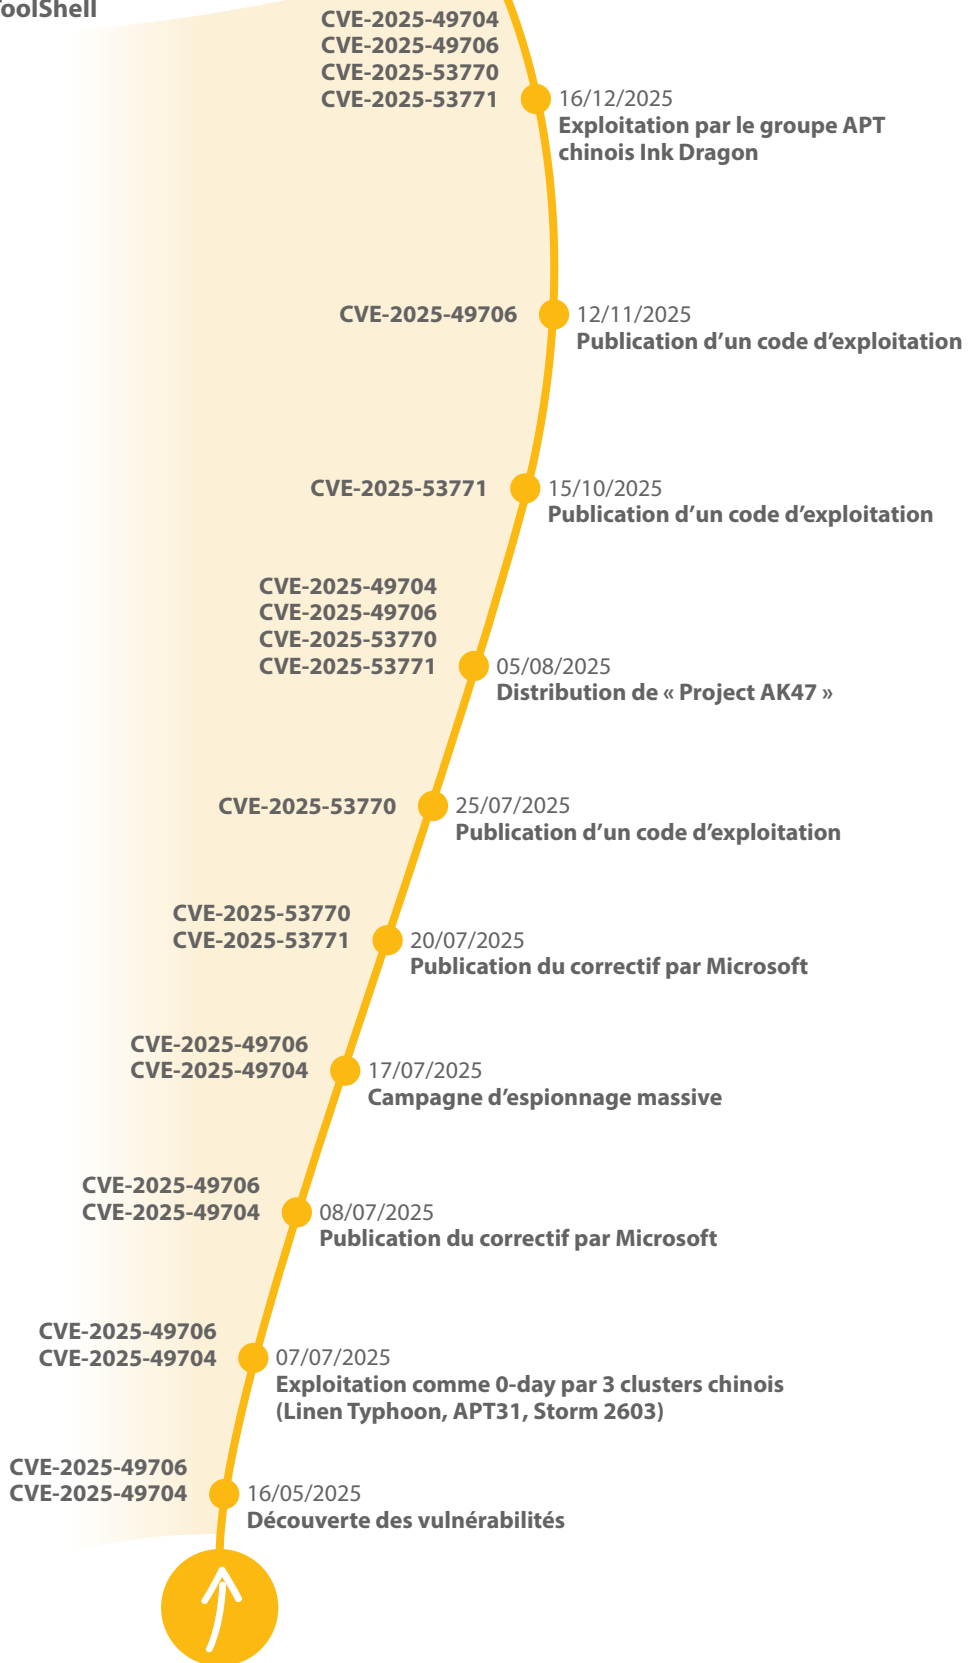 ToolShell
CVE-2025-49704
CVE-2025-49706
CVE-2025-53770
CVE-2025-53771
16/12/2025
Exploitation par le groupe APT
chinois Ink Dragon
CVE-2025-49706
12/11/2025
Publication d’un code d’exploitation
CVE-2025-53771
15/10/2025
Publication d’un code d’exploitation
CVE-2025-49704
CVE-2025-49706
CVE-2025-53770
CVE-2025-53771
05/08/2025
Distribution de « Project AK47 »
CVE-2025-53770
25/07/2025
Publication d’un code d’exploitation
CVE-2025-53770
CVE-2025-53771
20/07/2025
Publication du correctif par Microsoft
CVE-2025-49706
CVE-2025-49704
17/07/2025
Campagne d’espionnage massive
CVE-2025-49706
CVE-2025-49704
08/07/2025
Publication du correctif par Microsoft
CVE-2025-49706
CVE-2025-49704
07/07/2025
Exploitation comme 0-day par 3 clusters chinois
(Linen Typhoon, APT31, Storm 2603)
CVE-2025-49706
CVE-2025-49704
16/05/2025
Découverte des vulnérabilités